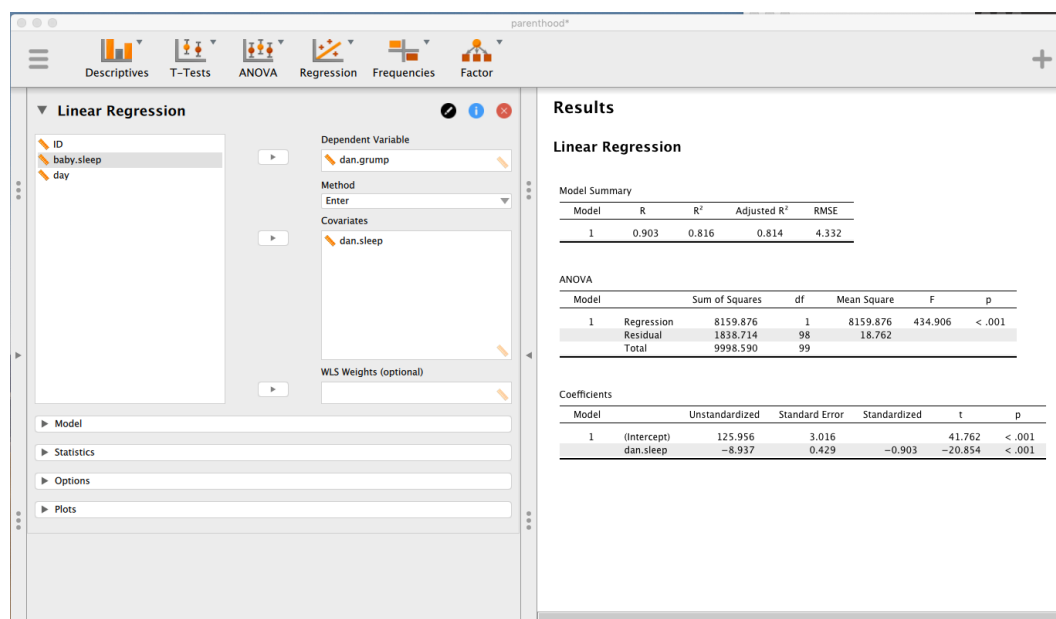 parenthood*
Descriptives T-Tests ANOVA Regression Frequencies Factor
Linear Regression
ID
baby.sleep
day
Dependent Variable
dan.grump
Method
Enter
Covariates
dan.sleep
WLS Weights (optional)
Model
Statistics
Options
Plots
Results
Linear Regression
Model Summary
Model R R² Adjusted R² RMSE
1 0.903 0.816 0.814 4.332
ANOVA
Model Sum of Squares df Mean Square F p
1 Regression 8159.876 1 8159.876 434.906 < .001
Residual 1838.714 98 18.762
Total 9998.590 99
Coefficients
Model Unstandardized Standard Error Standardized t p
1 (Intercept) 125.956 3.016 41.762 < .001
dan.sleep −8.937 0.429 −0.903 −20.854 < .001